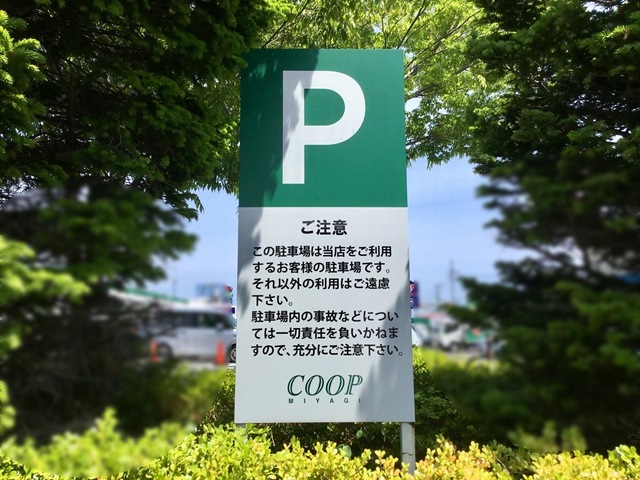 P
ご注意
この駐車場は当店をご利用
するお客様の駐車場です。
それ以外の利用はご遠慮
下さい。
駐車場内の事故などについ
ては一切責任を負いかねま
すので、充分にご注意下さい。
COOP
MIYAGI